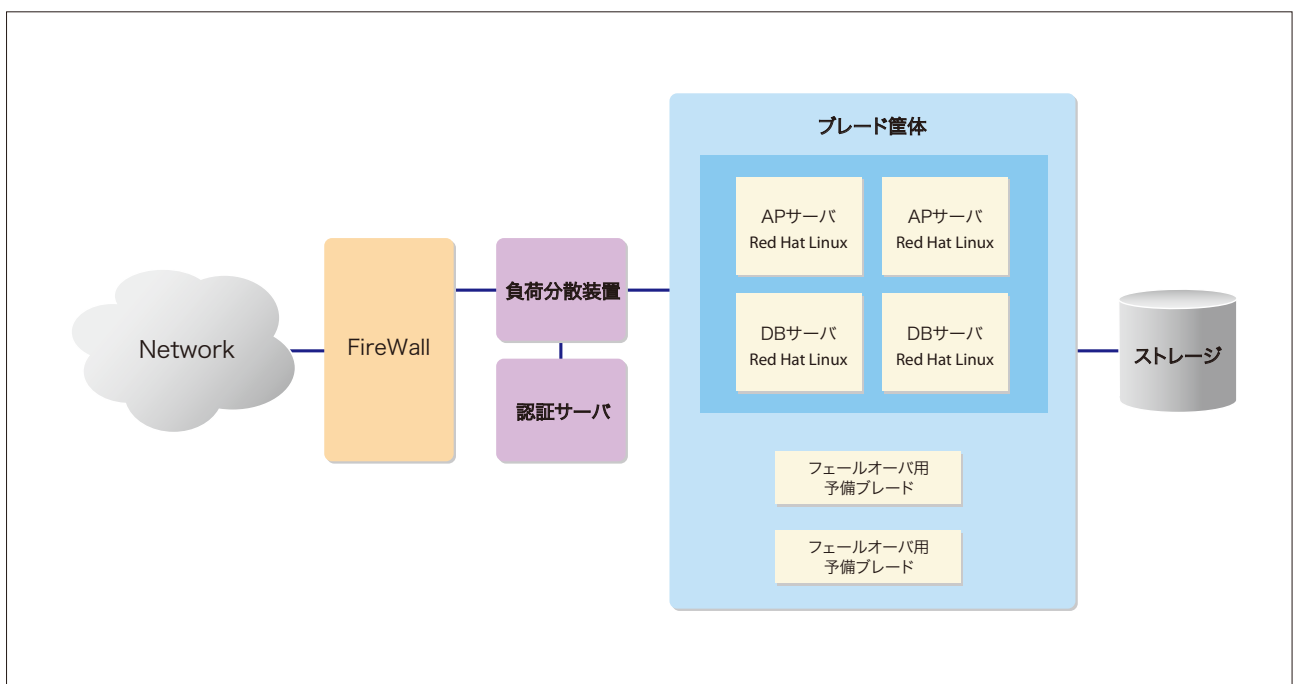 Network
FireWall
負荷分散装置
認証サーバ
ブレード筐体
APサーバ
Red Hat Linux
APサーバ
Red Hat Linux
DBサーバ
Red Hat Linux
DBサーバ
Red Hat Linux
フェールオーバ用
予備ブレード
フェールオーバ用
予備ブレード
ストレージ